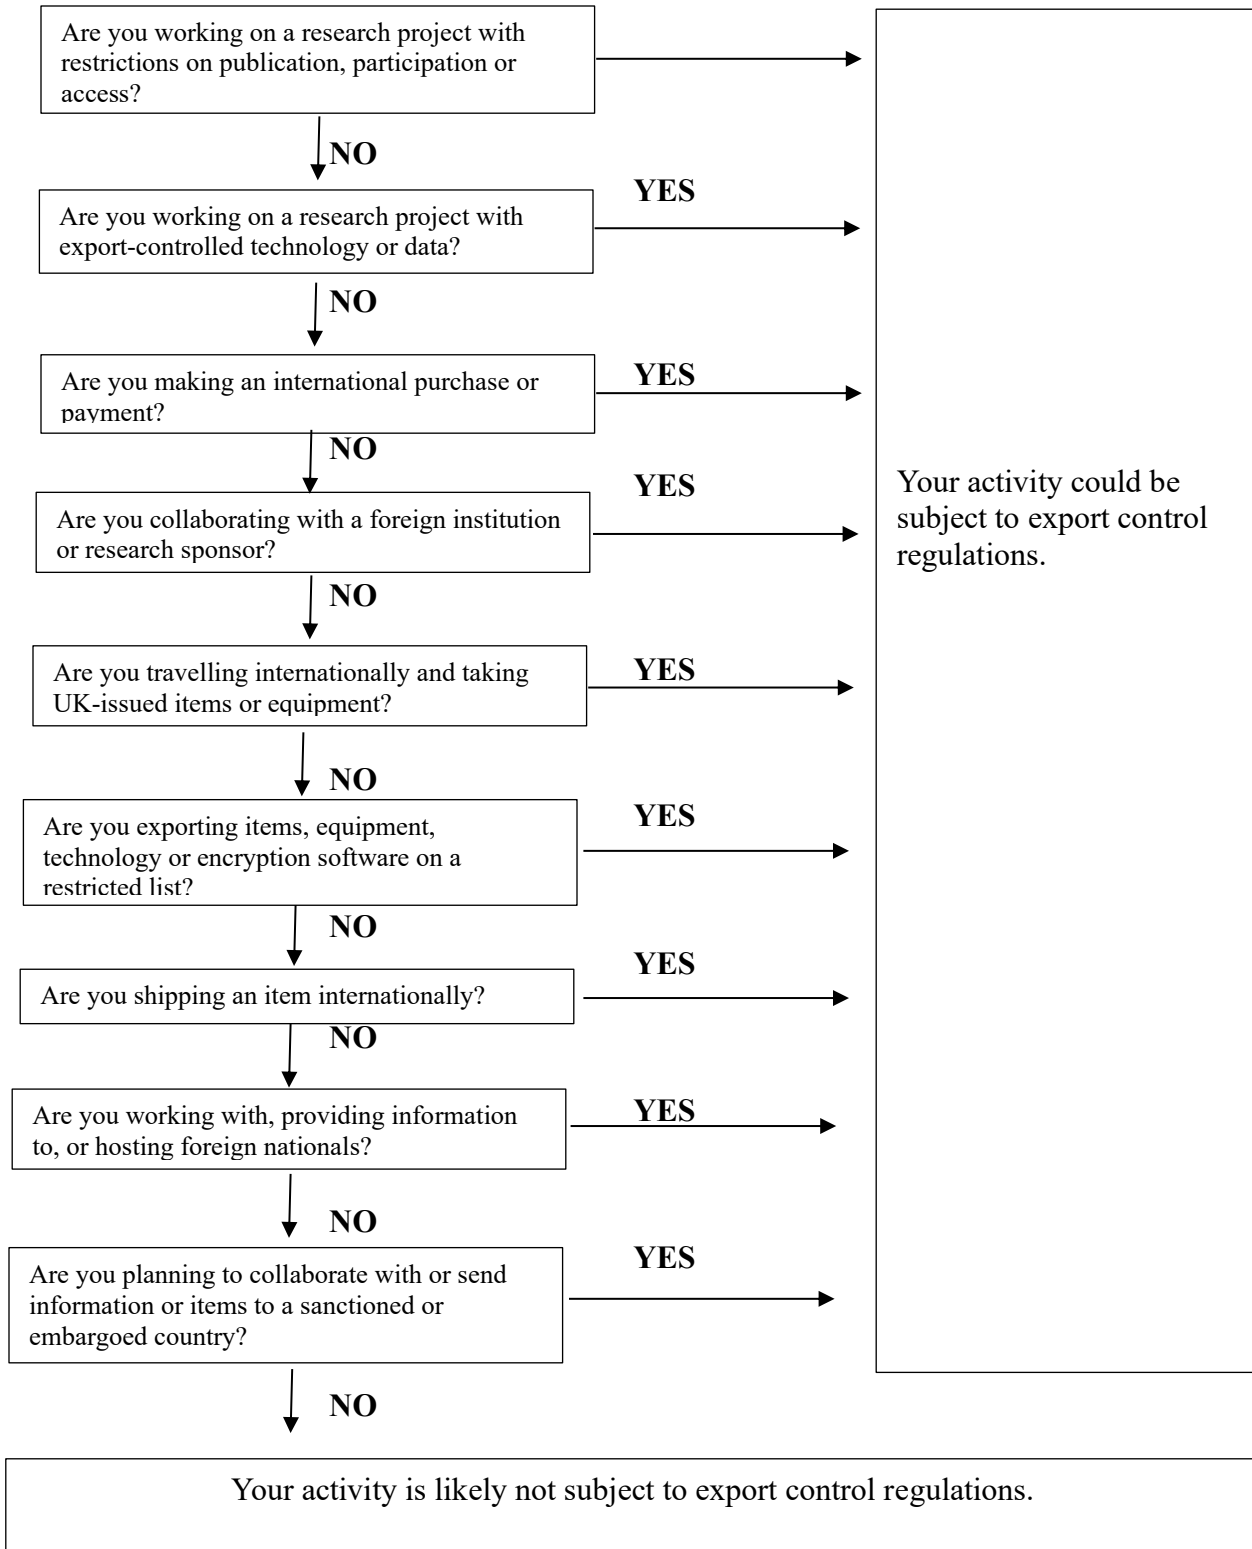 Are you working on a research project with
restrictions on publication, participation or
access?
NO
YES
Are you working on a research project with
export-controlled technology or data?
NO
YES
Are you making an international purchase or
payment?
NO
YES
Are you collaborating with a foreign institution
or research sponsor?
NO
YES
Are you travelling internationally and taking
UK-issued items or equipment?
NO
YES
Are you exporting items, equipment,
technology or encryption software on a
restricted list?
NO
YES
Are you shipping an item internationally?
NO
YES
Are you working with, providing information
to, or hosting foreign nationals?
NO
YES
Are you planning to collaborate with or send
information or items to a sanctioned or
embargoed country?
NO
Your activity could be
subject to export control
regulations.
Your activity is likely not subject to export control regulations.